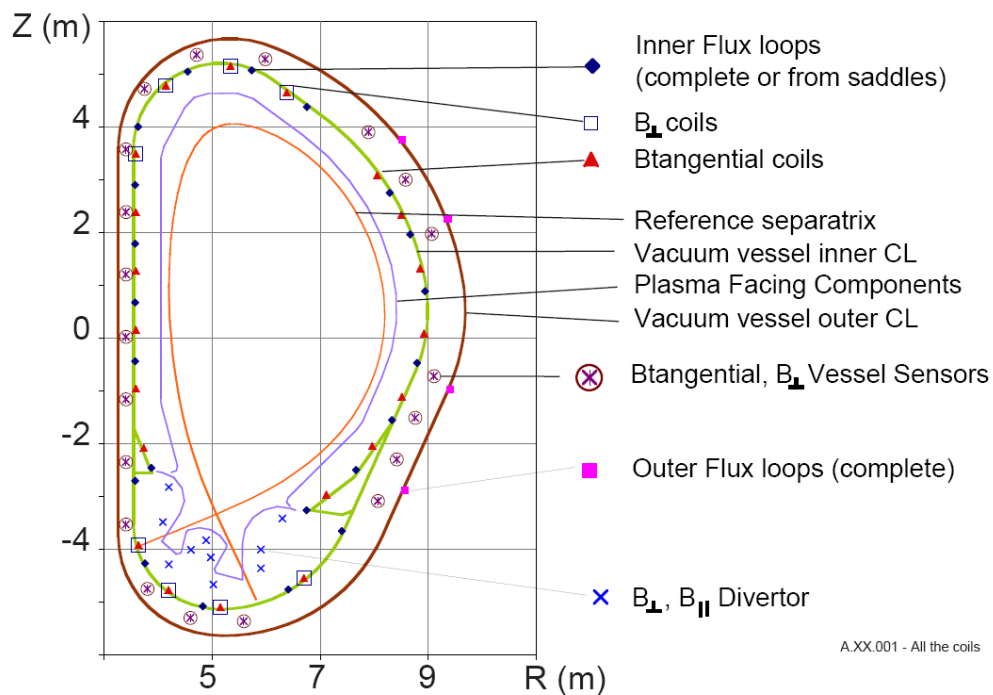 Z (m)
Inner Flux loops
(complete or from saddles)
B⊥ coils
Btangential coils
Reference separatrix
Vacuum vessel inner CL
Plasma Facing Components
Vacuum vessel outer CL
Btangential, B⊥ Vessel Sensors
Outer Flux loops (complete)
B⊥, B|| Divertor
A.XX.001 - All the coils
4
2
0
-2
-4
5 7 9 R (m)